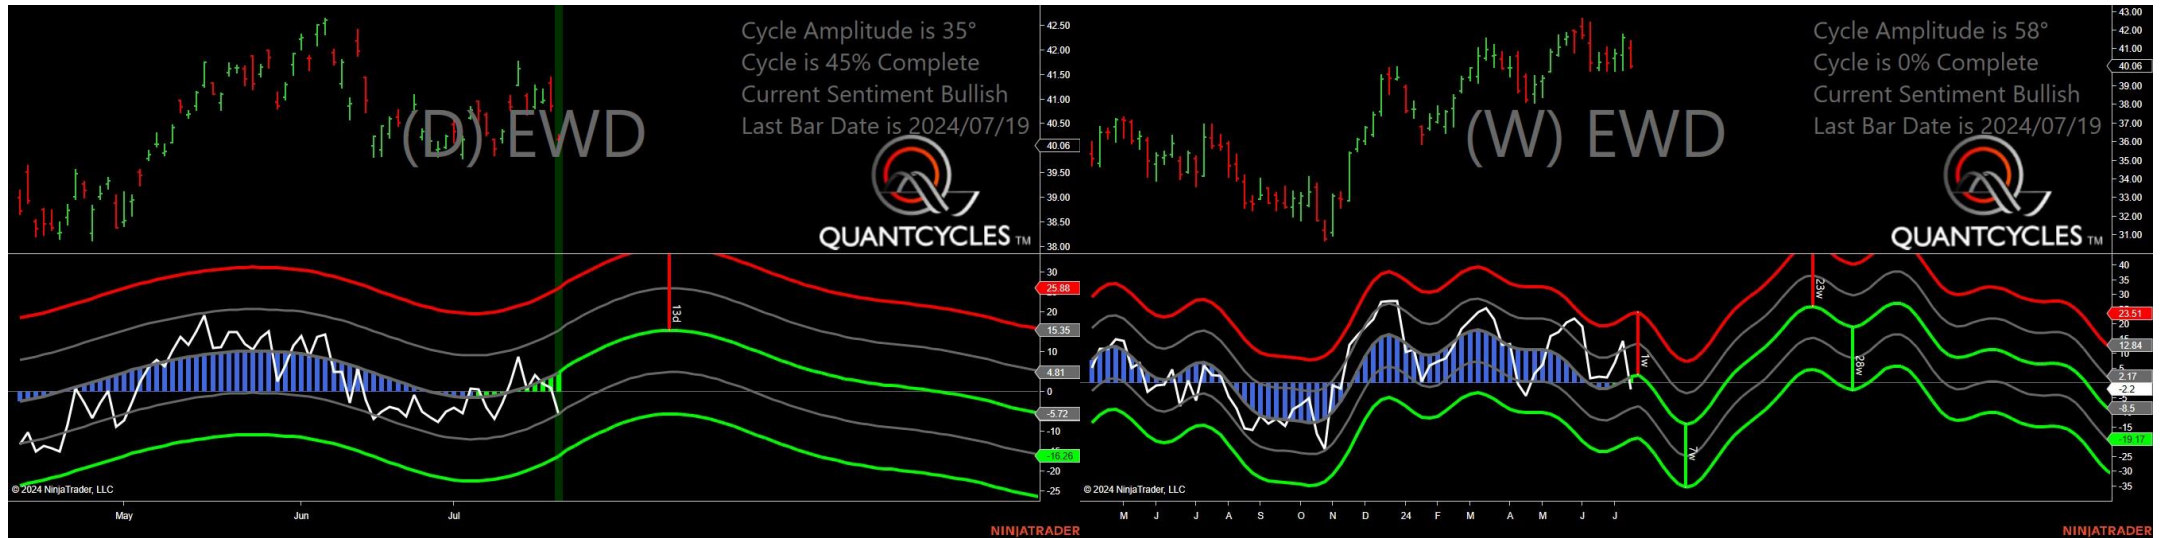 Cycle Amplitude is 35°
Cycle is 45% Complete
Current Sentiment Bullish
Last Bar Date is 2024/07/19
(D) EWD
QUANTCYCLES TM
42.50
42.00
41.50
41.00
40.50
40.06
39.50
39.00
38.50
38.00
30
25.88
20
15.35
10
4.81
0
-5.72
-10
-16.26
-20
-25
13d
© 2024 NinjaTrader, LLC
May Jun Jul
NINJATRADER
Cycle Amplitude is 58°
Cycle is 0% Complete
Current Sentiment Bullish
Last Bar Date is 2024/07/19
(W) EWD
QUANTCYCLES TM
43.00
42.00
41.00
40.06
39.00
38.00
37.00
36.00
35.00
34.00
33.00
32.00
31.00
40
35
30
23.51
20
12.84
2.17
-2.2
-8.5
-15
-19.17
-25
-30
-35
1w
7w
23w
28w
© 2024 NinjaTrader, LLC
M J J A S O N D 24 F M A M J J
NINJATRADER